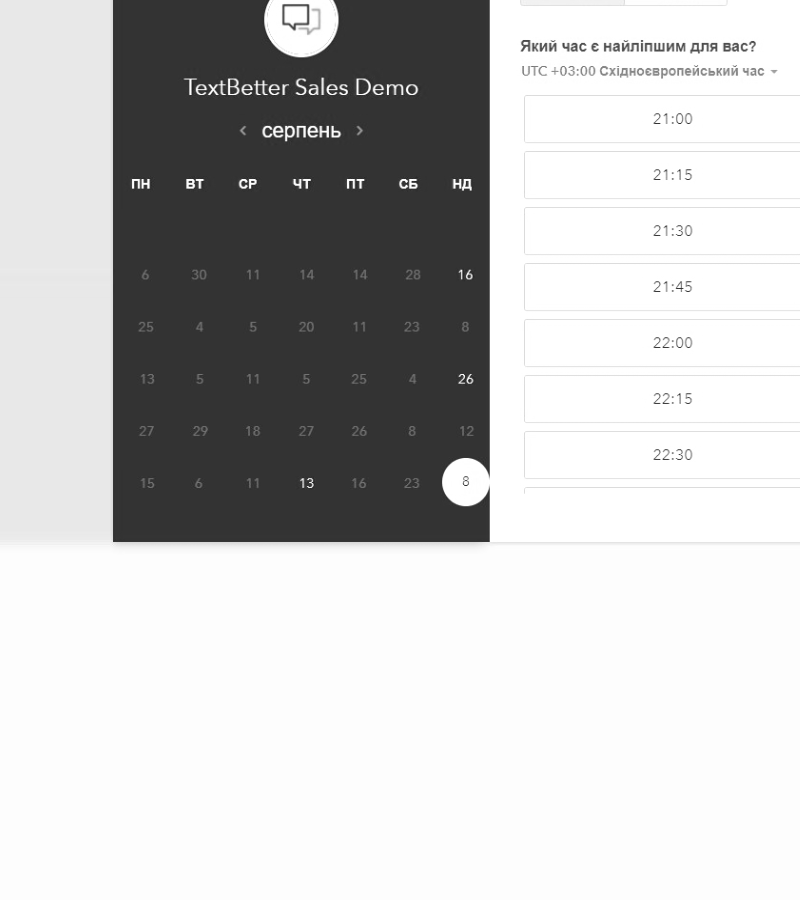 TextBetter Sales Demo
серпень
ПН ВТ СР ЧТ ПТ СБ НД
6 30 11 14 14 28 16
25 4 5 20 11 23 8
13 5 11 5 25 4 26
27 29 18 27 26 8 12
15 6 11 13 16 23 8
Який час є найліпшим для вас?
UTC +03:00 Східноєвропейський час
21:00
21:15
21:30
21:45
22:00
22:15
22:30